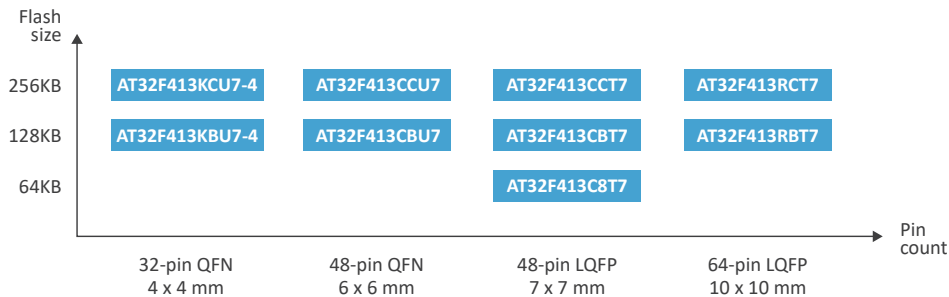 Flash
size
256KB AT32F413KCU7-4 AT32F413CCU7 AT32F413CCT7 AT32F413RCT7
128KB AT32F413KBU7-4 AT32F413CBU7 AT32F413CBT7 AT32F413RBT7
64KB AT32F413C8T7
Pin
count
32-pin QFN 48-pin QFN 48-pin LQFP 64-pin LQFP
4 x 4 mm 6 x 6 mm 7 x 7 mm 10 x 10 mm